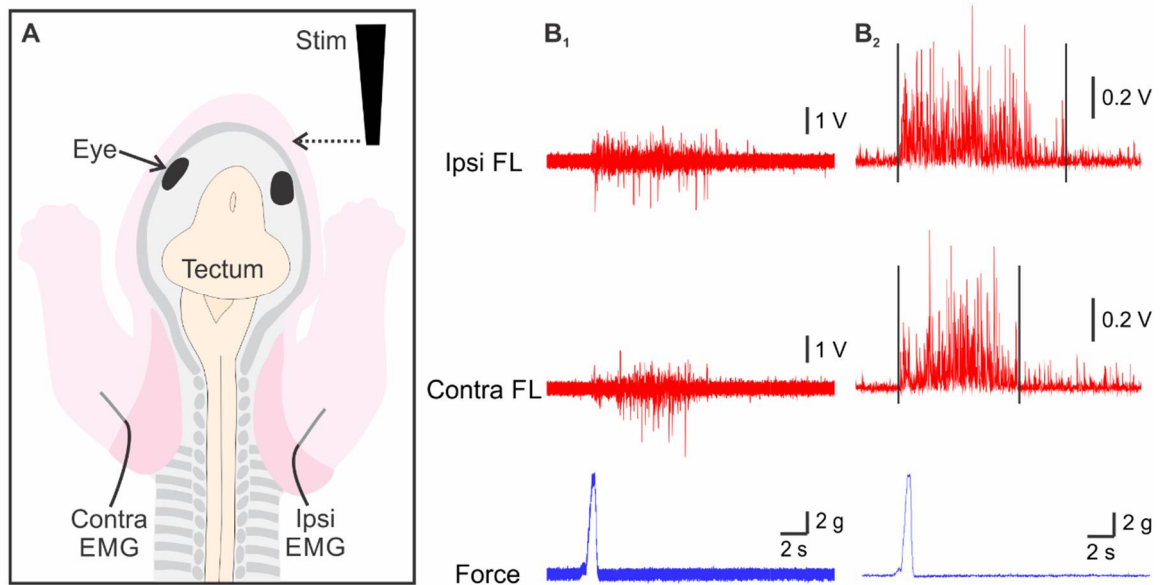 A
Stim
Eye
Tectum
Contra
EMG
Ipsi
EMG
B₁
B₂
1 V
0.2 V
Ipsi FL
1 V
0.2 V
Contra FL
2 g
2 s
2 g
2 s
Force